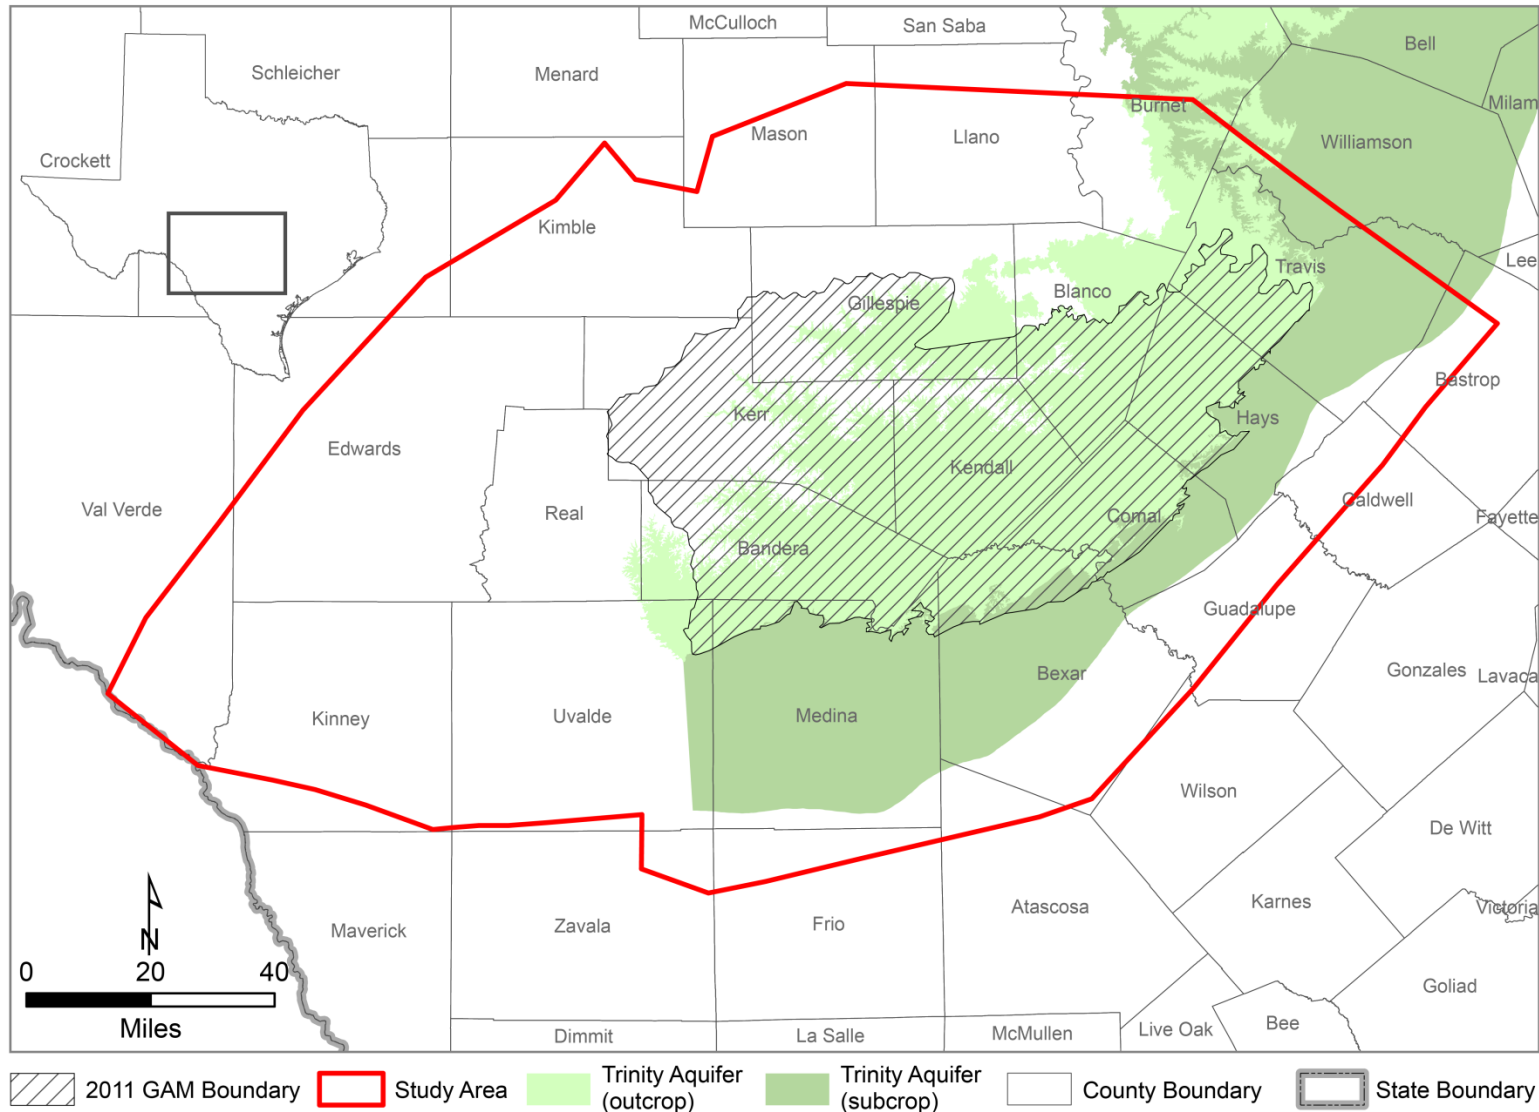 McCulloch
San Saba
Bell
Schleicher
Menard
Burnet
Milam
Mason
Llano
Williamson
Crockett
Kimble
Travis
Lee
Gillespie
Blanco
Bastrop
Kerr
Hays
Edwards
Kendall
Val Verde
Real
Comal
Caldwell
Fayette
Bandera
Guadalupe
Bexar
Gonzales
Lavaca
Kinney
Uvalde
Medina
Wilson
De Witt
Maverick
Zavala
Frio
Atascosa
Karnes
Victoria
N
0 20 40
Miles
Goliad
Dimmit
La Salle
McMullen
Live Oak
Bee
2011 GAM Boundary
Study Area
Trinity Aquifer
(outcrop)
Trinity Aquifer
(subcrop)
County Boundary
State Boundary